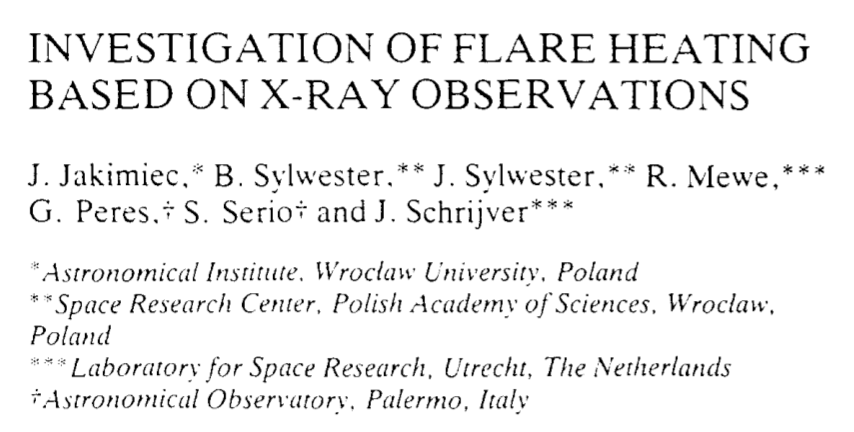 INVESTIGATION OF FLARE HEATING
BASED ON X-RAY OBSERVATIONS
J. Jakimiec,* B. Sylwester,** J. Sylwester,** R. Mewe,***
G. Peres,† S. Serio† and J. Schrijver***
*Astronomical Institute, Wrocław University, Poland
**Space Research Center, Polish Academy of Sciences, Wrocław,
Poland
***Laboratory for Space Research, Utrecht, The Netherlands
†Astronomical Observatory, Palermo, Italy